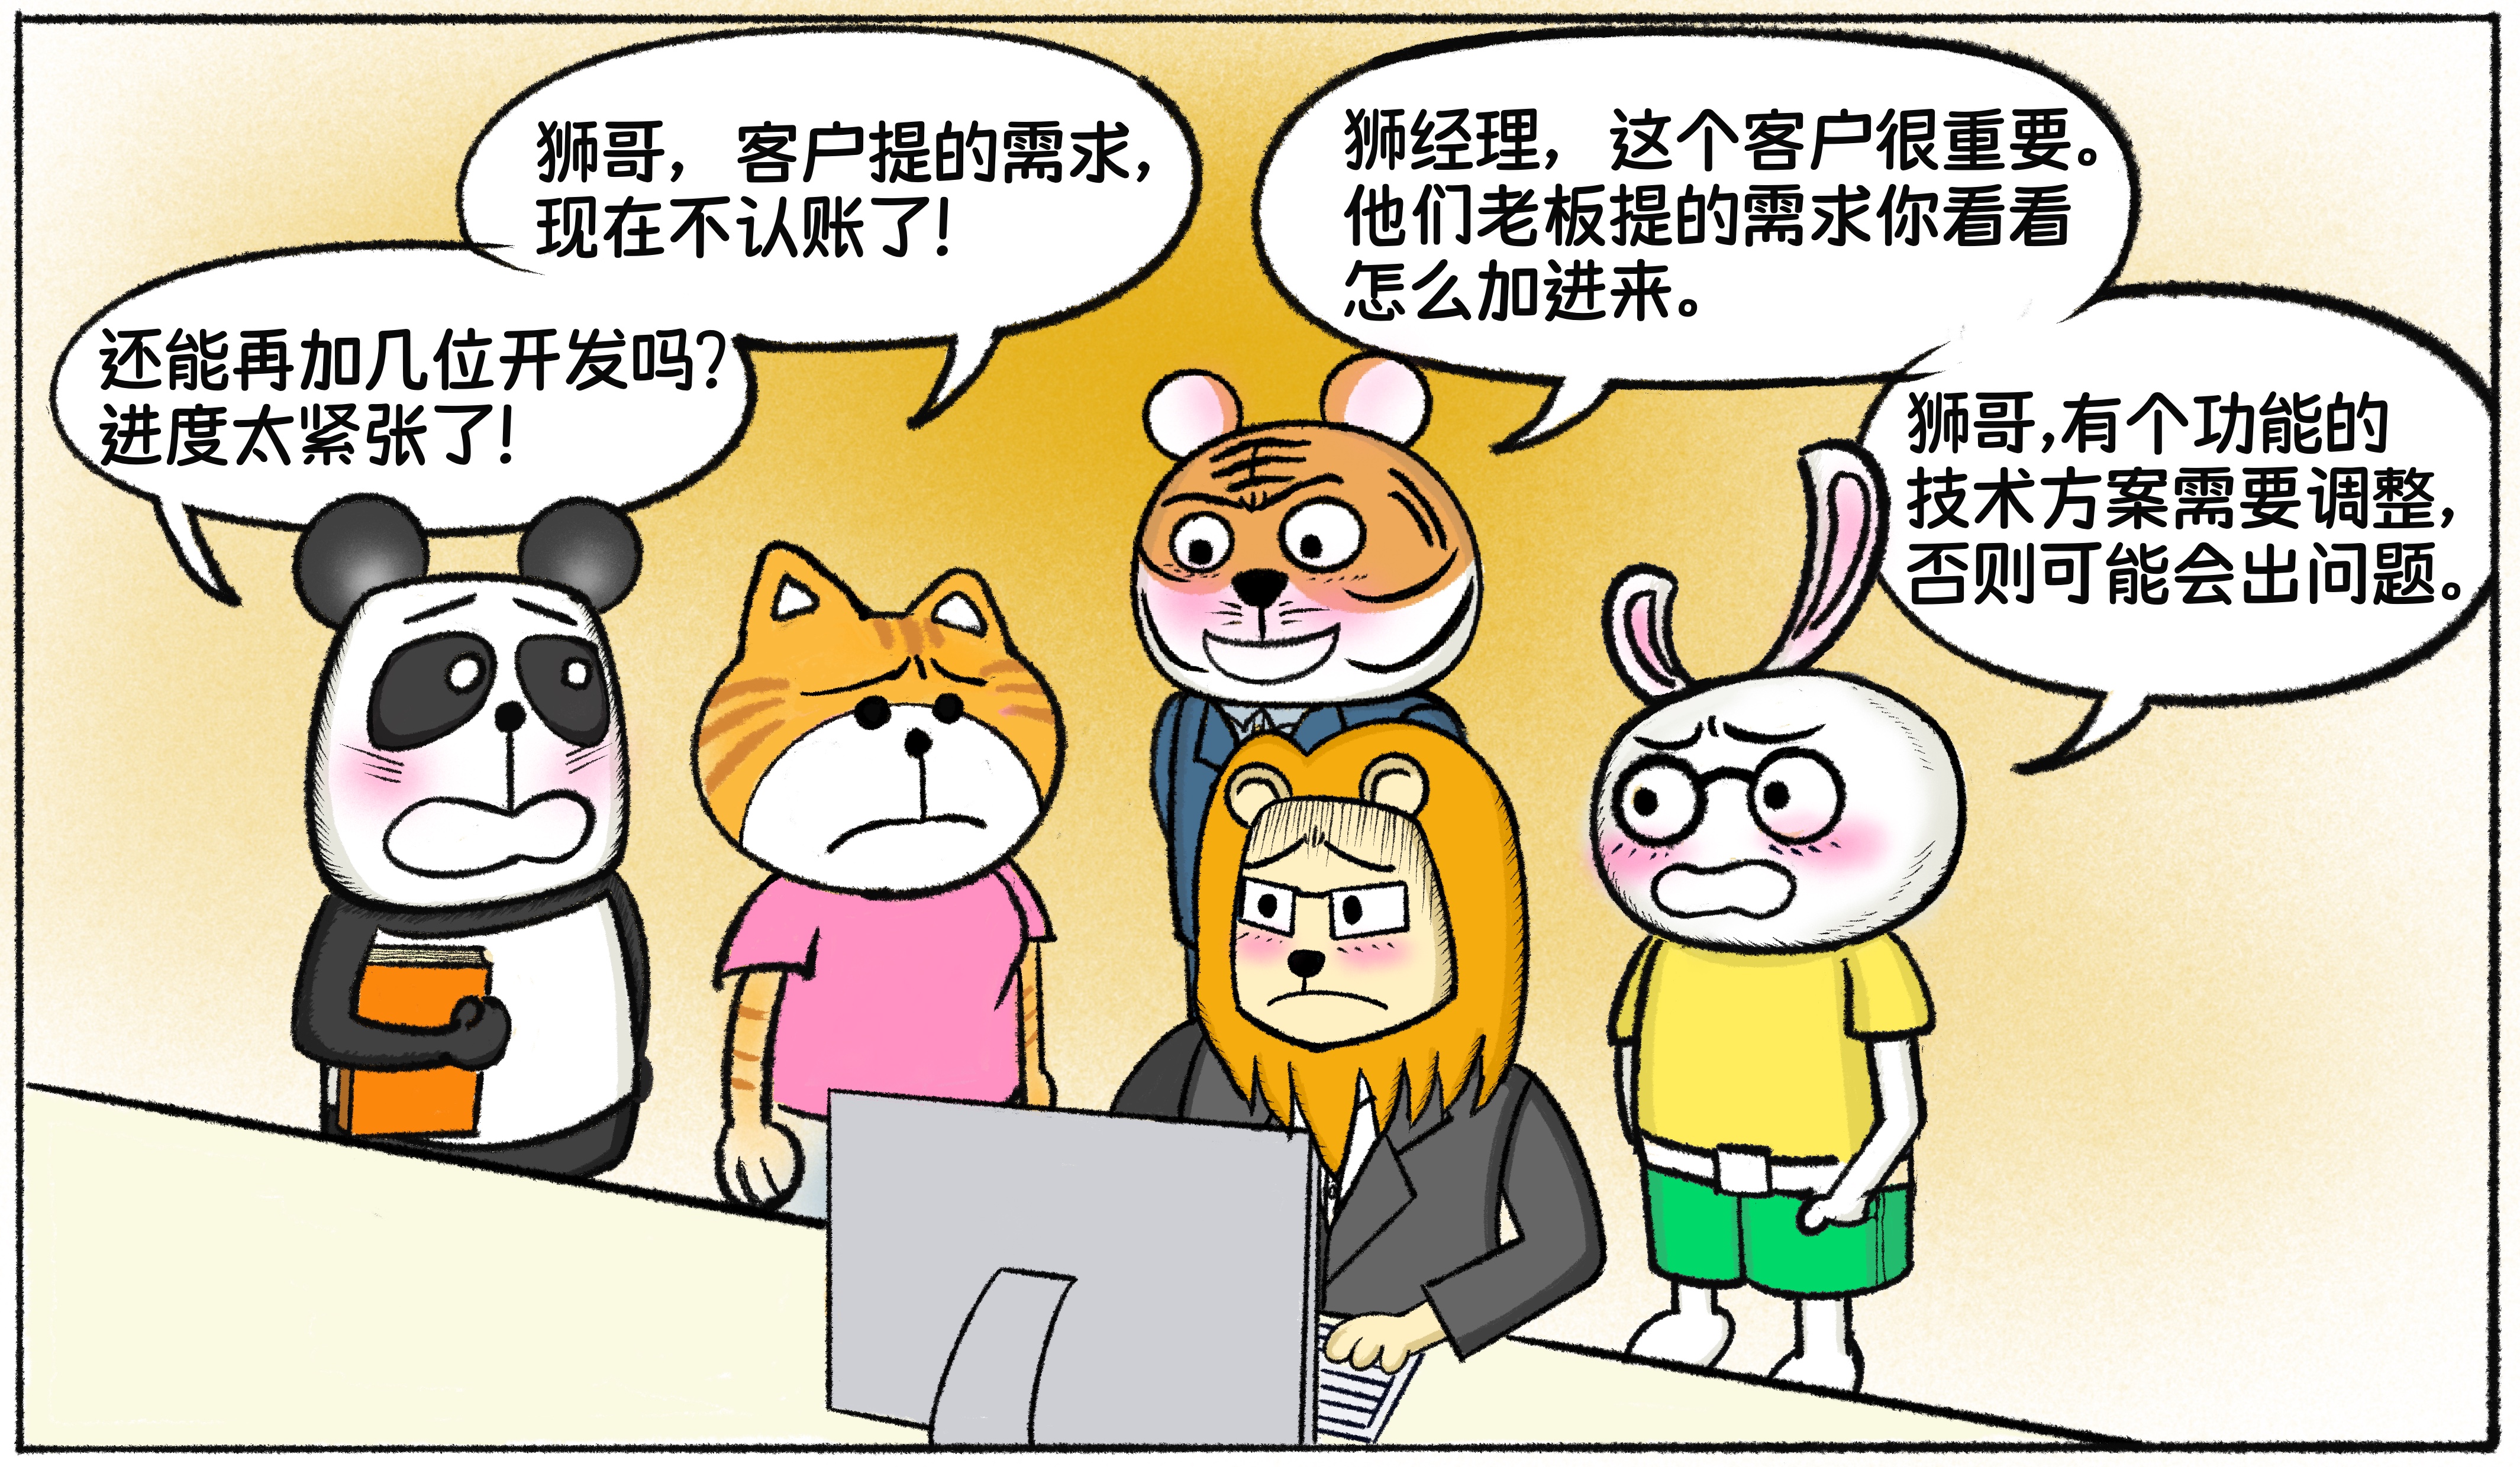 还能再加几位开发吗？
进度太紧张了！
狮哥，客户提的需求，
现在不认账了！
狮经理，这个客户很重要。
他们老板提的需求你看看
怎么加进来。
狮哥，有个功能的
技术方案需要调整，
否则可能会出问题。